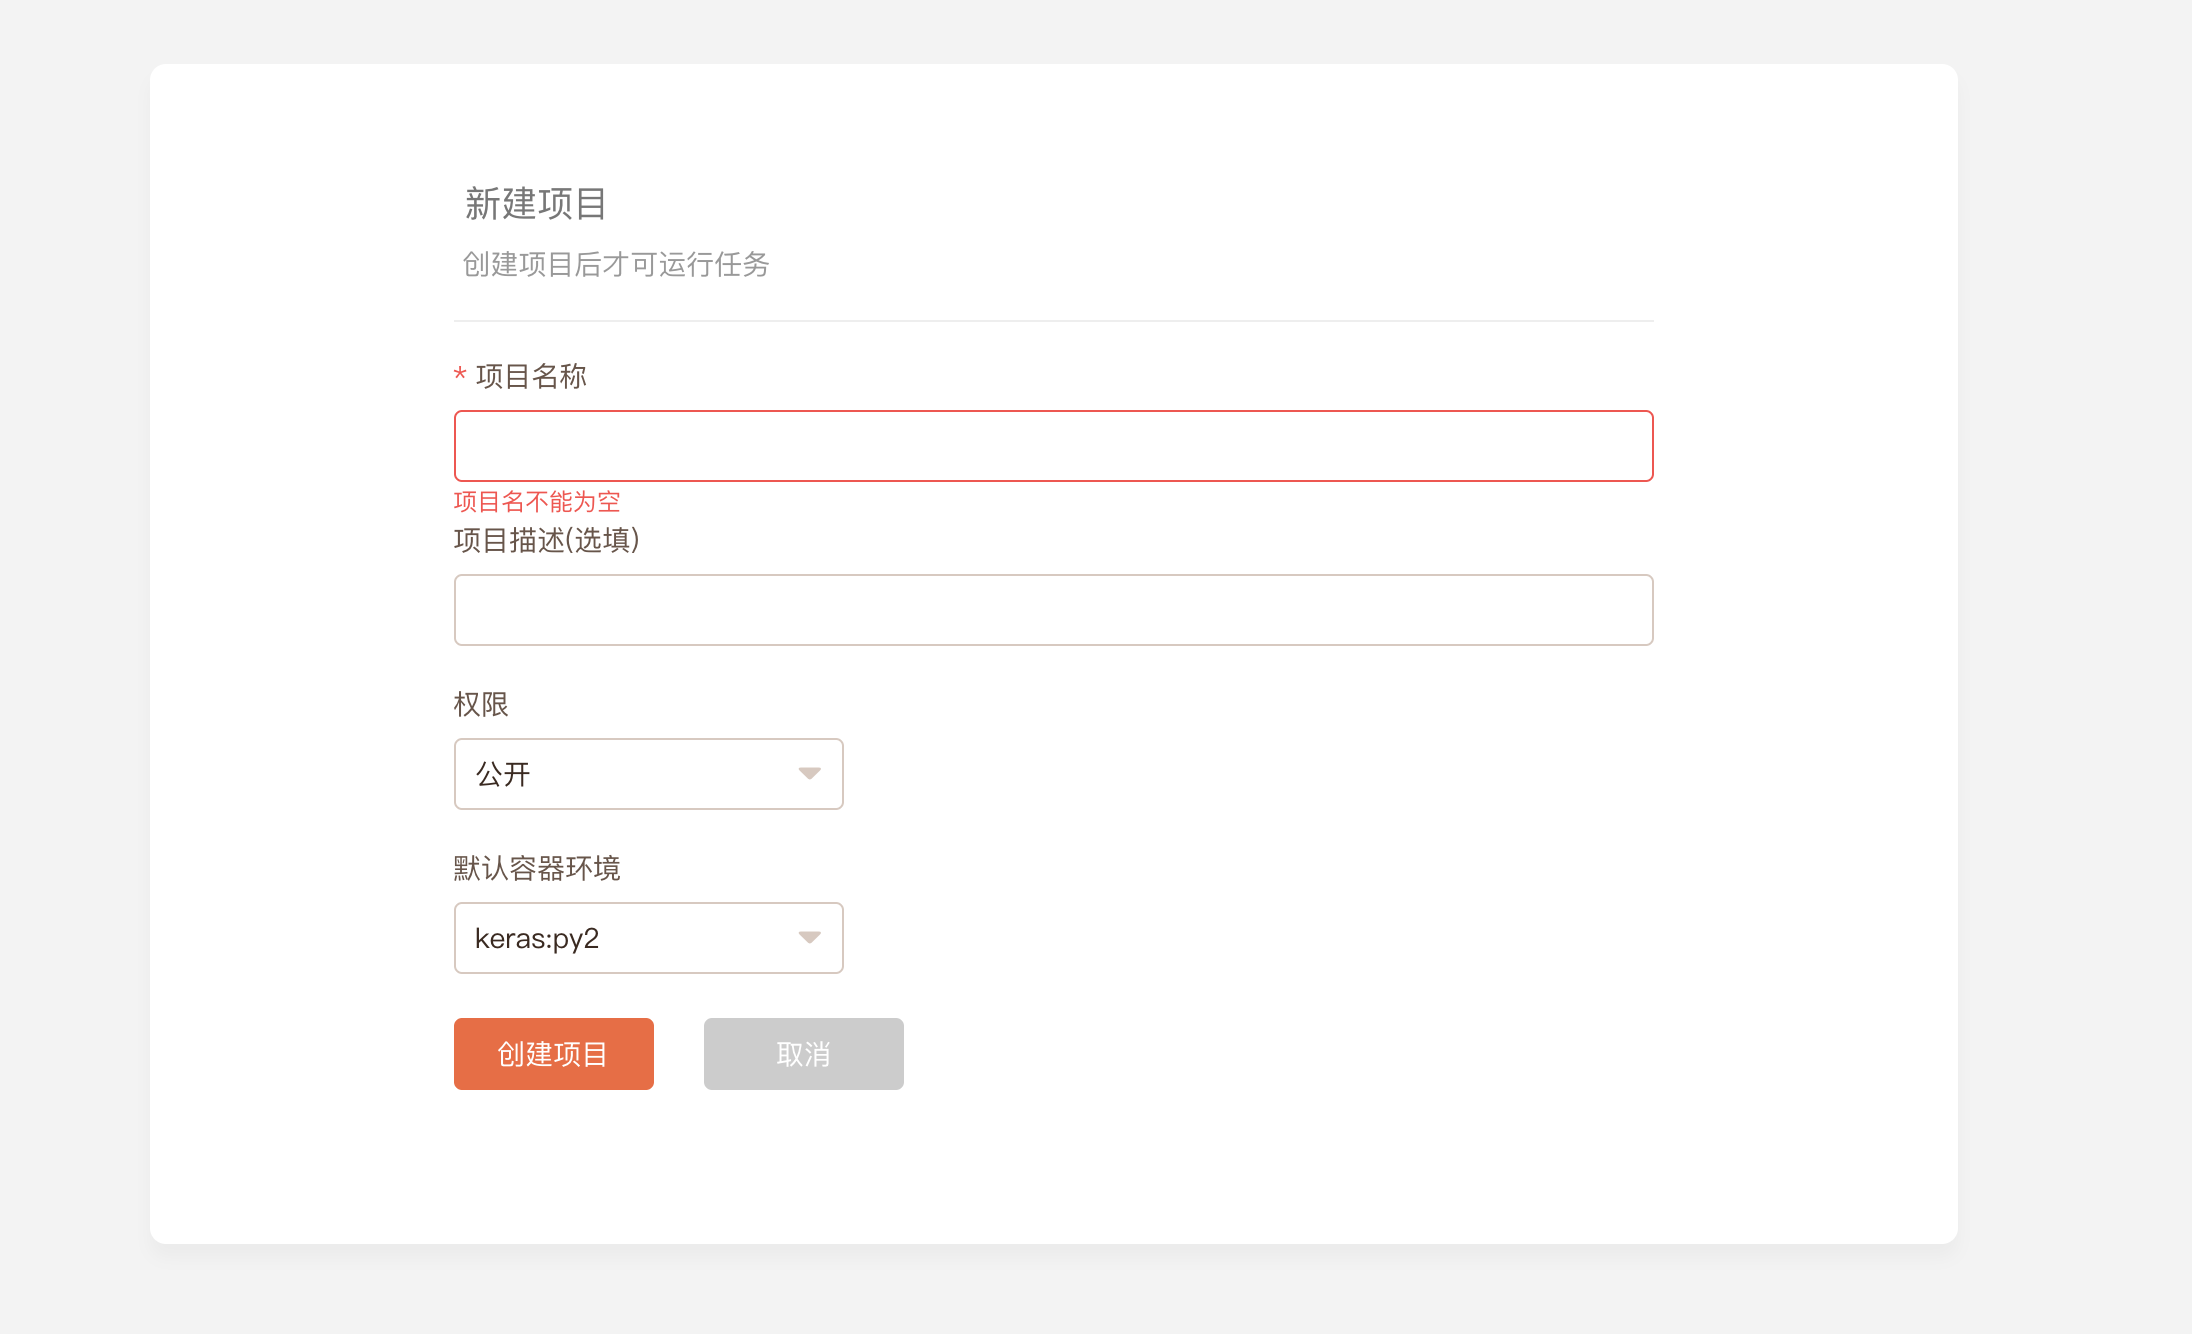 新建项目
创建项目后才可运行任务
* 项目名称
项目名不能为空
项目描述(选填)
权限
公开
默认容器环境
keras:py2
创建项目 取消